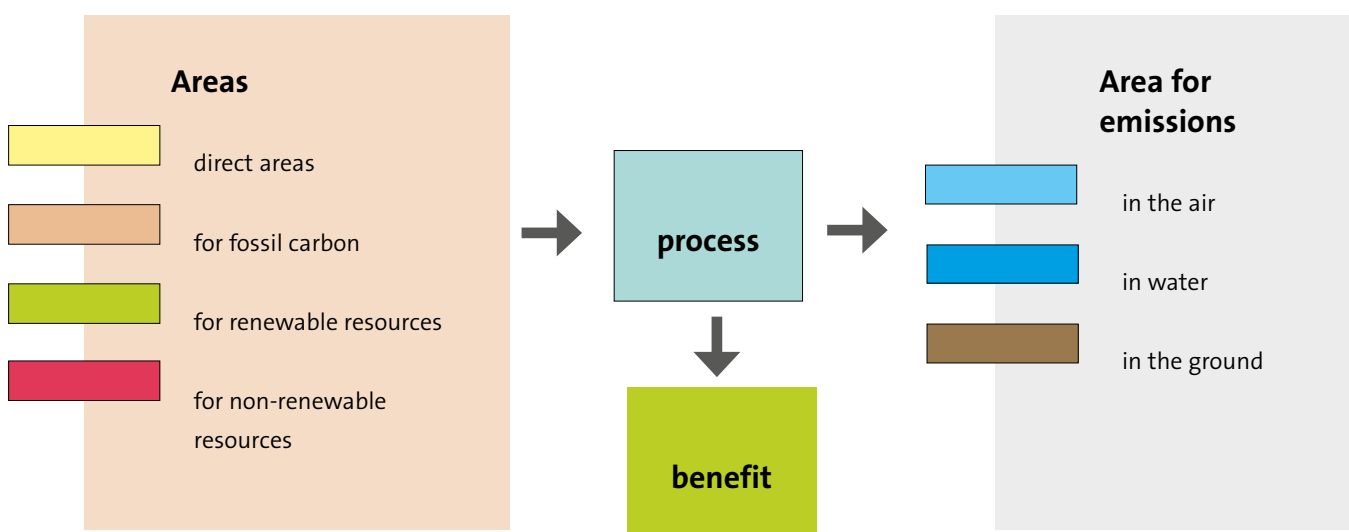 Areas
direct areas
for fossil carbon
for renewable resources
for non-renewable
resources
process
benefit
Area for
emissions
in the air
in water
in the ground